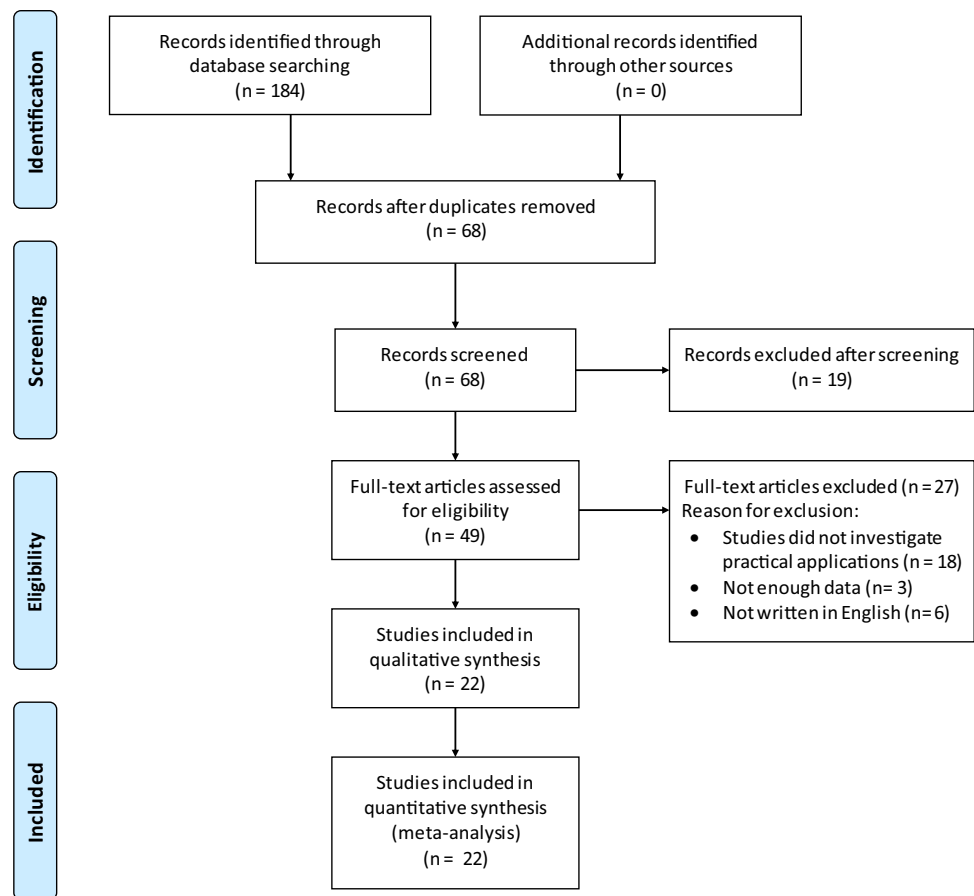 Identification
Records identified through
database searching
(n = 184)
Additional records identified
through other sources
(n = 0)
Records after duplicates removed
(n = 68)
Screening
Records screened
(n = 68)
Records excluded after screening
(n = 19)
Eligibility
Full-text articles assessed
for eligibility
(n = 49)
Full-text articles excluded (n = 27)
Reason for exclusion:
• Studies did not investigate
practical applications (n = 18)
• Not enough data (n= 3)
• Not written in English (n= 6)
Studies included in
qualitative synthesis
(n = 22)
Included
Studies included in
quantitative synthesis
(meta-analysis)
(n = 22)